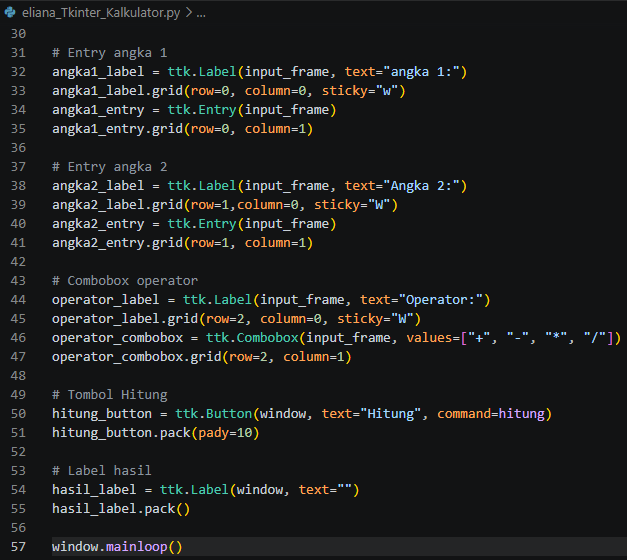 eliana_Tkinter_Kalkulator.py > ...
30
31 # Entry angka 1
32 angka1_label = ttk.Label(input_frame, text="angka 1:")
33 angka1_label.grid(row=0, column=0, sticky="w")
34 angka1_entry = ttk.Entry(input_frame)
35 angka1_entry.grid(row=0, column=1)
36
37 # Entry angka 2
38 angka2_label = ttk.Label(input_frame, text="Angka 2:")
39 angka2_label.grid(row=1,column=0, sticky="W")
40 angka2_entry = ttk.Entry(input_frame)
41 angka2_entry.grid(row=1, column=1)
42
43 # Combobox operator
44 operator_label = ttk.Label(input_frame, text="Operator:")
45 operator_label.grid(row=2, column=0, sticky="W")
46 operator_combobox = ttk.Combobox(input_frame, values=["+", "-", "*", "/"])
47 operator_combobox.grid(row=2, column=1)
48
49 # Tombol Hitung
50 hitung_button = ttk.Button(window, text="Hitung", command=hitung)
51 hitung_button.pack(pady=10)
52
53 # Label hasil
54 hasil_label = ttk.Label(window, text="")
55 hasil_label.pack()
56
57 window.mainloop()